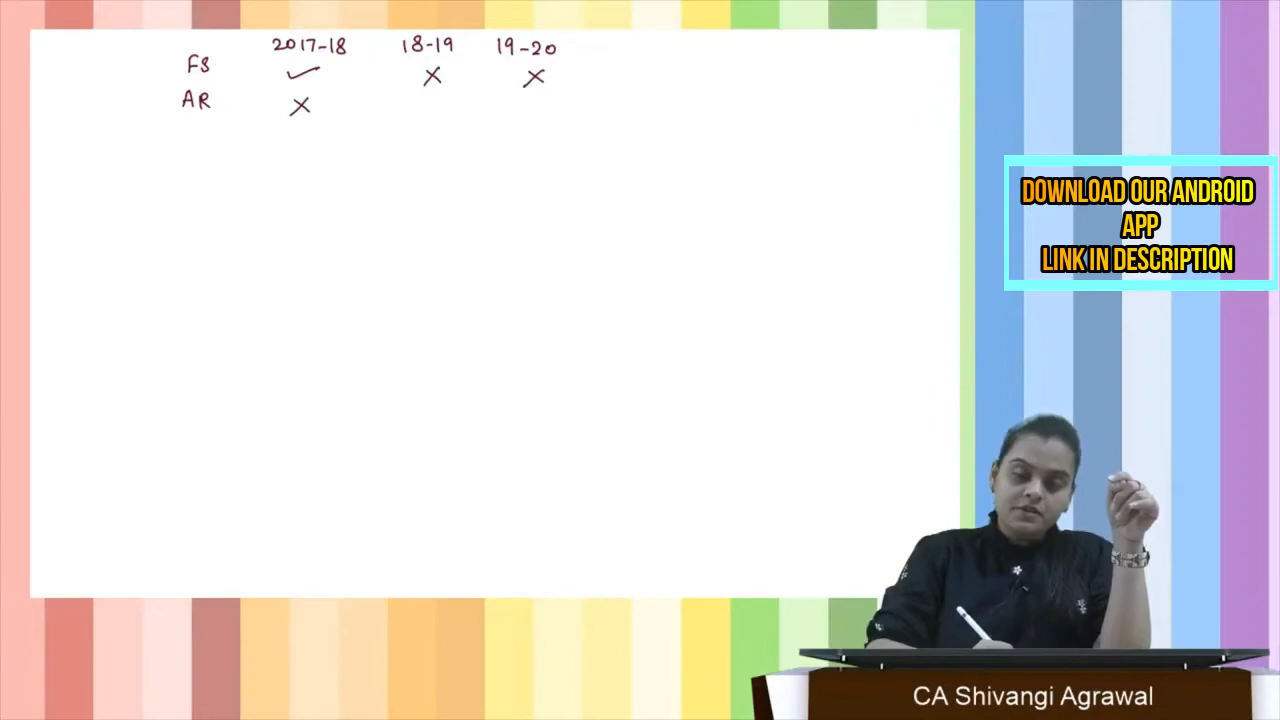 2017-18 18-19 19-20
FS ✓ X X
AR X
DOWNLOAD OUR ANDROID
APP
LINK IN DESCRIPTION
CA Shivangi Agrawal